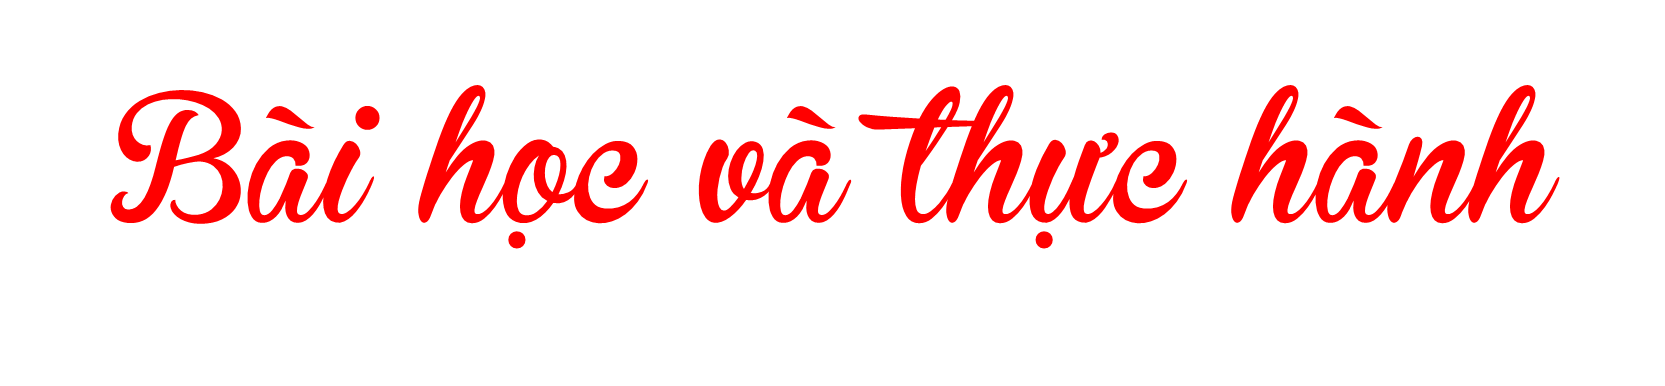 Bài học và thực hành